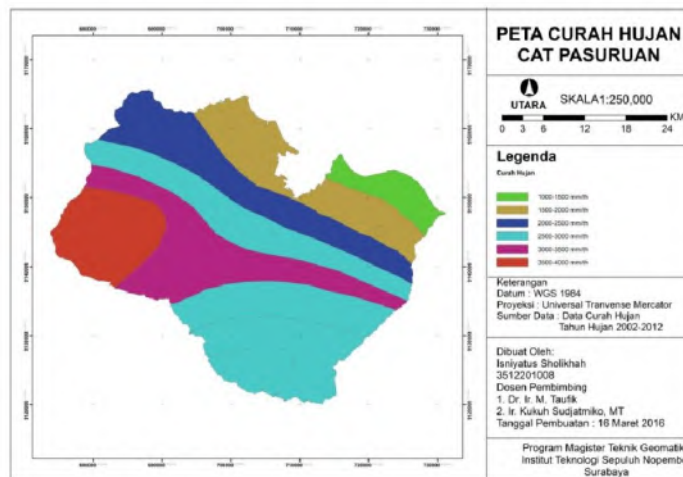 PETA CURAH HUJAN
CAT PASURUAN
UTARA
SKALA1:250,000
KM
0 3 6 12 18 24
Legenda
Curah Hujan
1000-1500 mm/th
1500-2000 mm/th
2000-2500 mm/th
2500-3000 mm/th
3000-3500 mm/th
3500-4000 mm/th
Keterangan
Datum : WGS 1984
Proyeksi : Universal Tranvense Mercator
Sumber Data : Data Curah Hujan
Tahun Hujan 2002-2012
Dibuat Oleh:
Isniyatus Sholikhah
3512201008
Dosen Pembimbing
1. Dr. Ir. M. Taufik
2. Ir. Kukuh Sudjatmiko, MT
Tanggal Pembuatan : 16 Maret 2016
Program Magister Teknik Geomatik
Institut Teknologi Sepuluh Nopemb
Surabaya